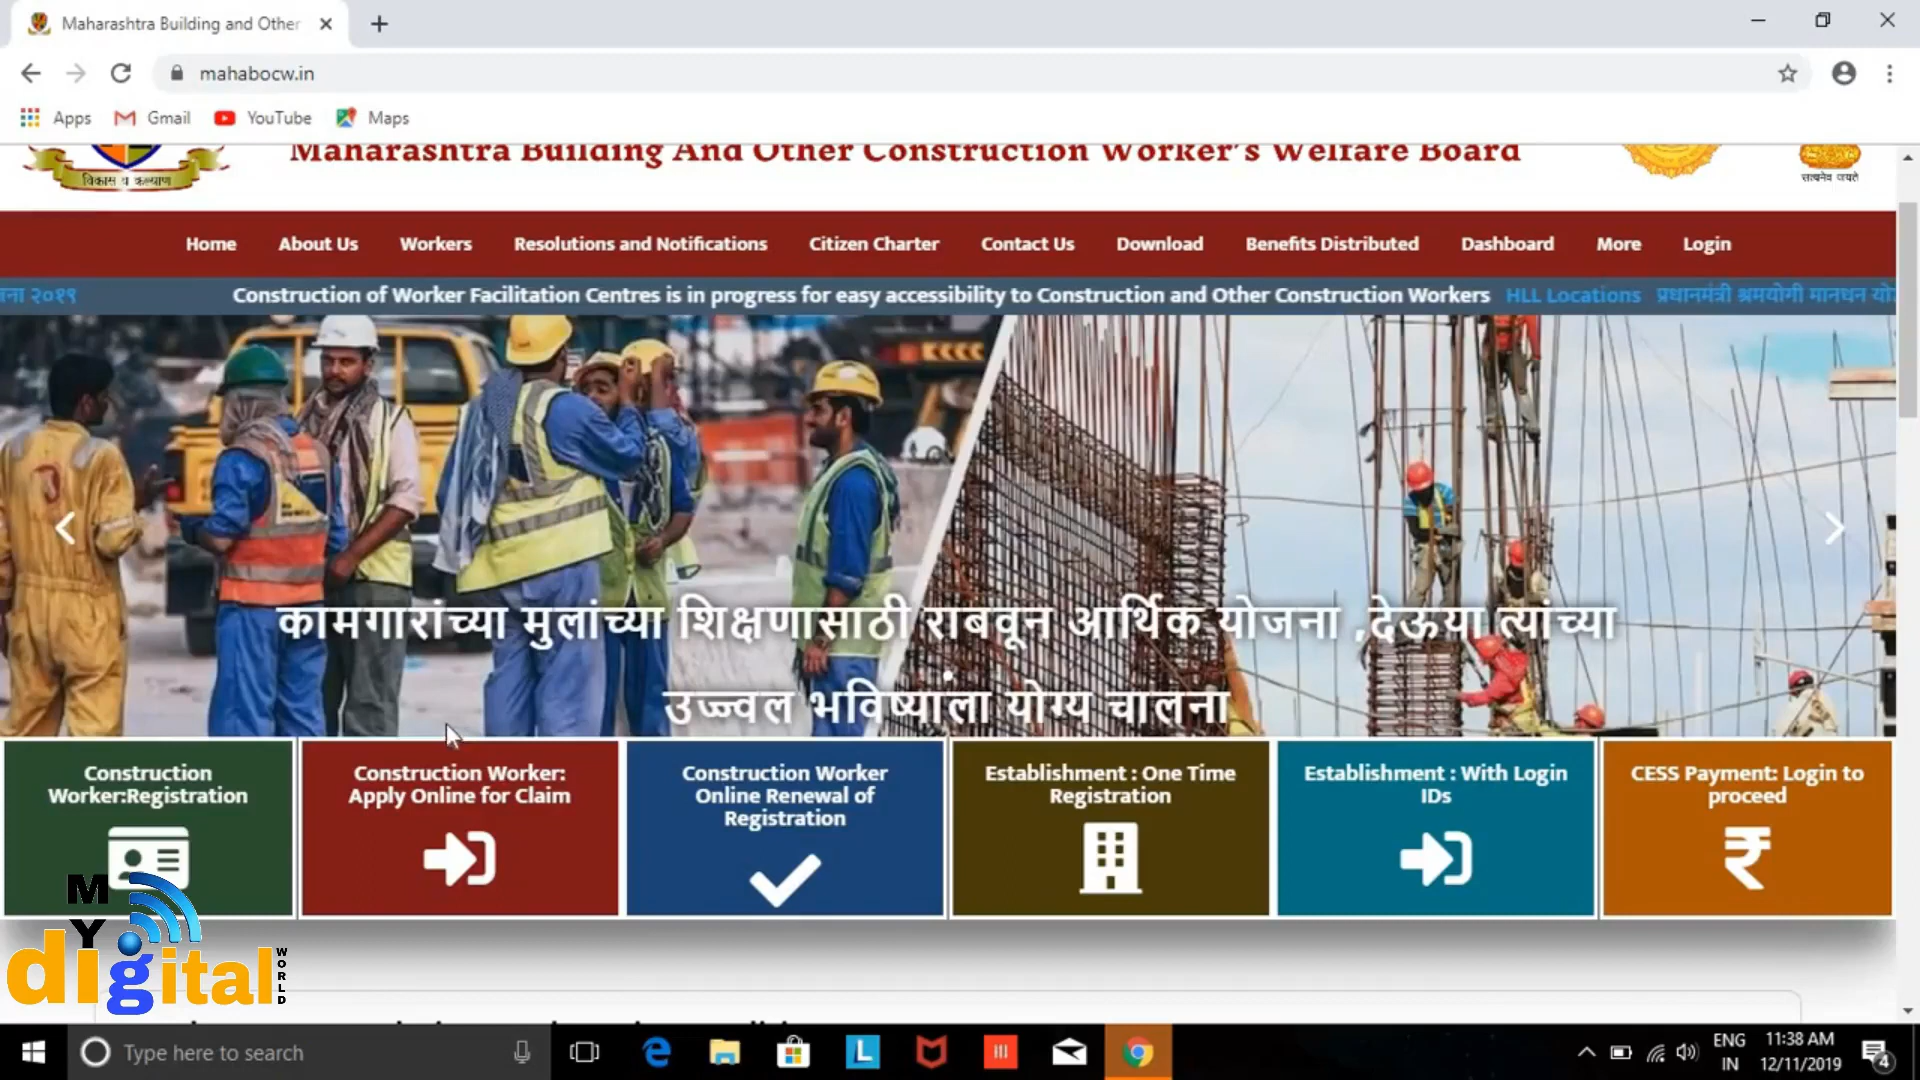 Maharashtra Building and Other
mahabocw.in
Apps Gmail YouTube Maps
विकास व कल्याण
Maharashtra Building And Other Construction Worker's Welfare Board
सत्यमेव जयते
Home About Us Workers Resolutions and Notifications Citizen Charter Contact Us Download Benefits Distributed Dashboard More Login
२०१९ Construction of Worker Facilitation Centres is in progress for easy accessibility to Construction and Other Construction Workers HLL Locations प्रधानमंत्री श्रमयोगी मानधन
कामगारांच्या मुलांच्या शिक्षणासाठी राबवून आर्थिक योजना ,देऊया त्यांच्या
उज्ज्वल भविष्याला योग्य चालना
Construction
Worker:Registration
Construction Worker:
Apply Online for Claim
Construction Worker
Online Renewal of
Registration
Establishment : One Time
Registration
Establishment : With Login
IDs
CESS Payment: Login to
proceed
MY
digital
WORLD
Type here to search
ENG
IN
11:38 AM
12/11/2019
4